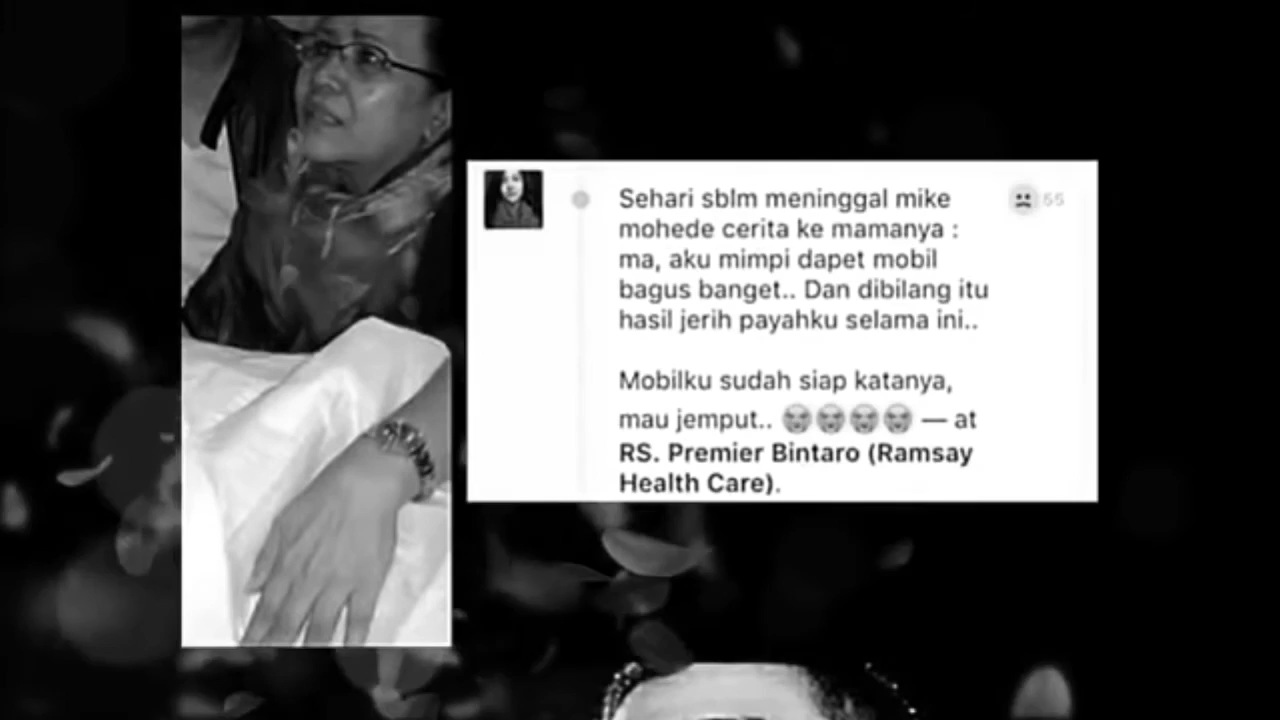 Sehari sblm meninggal mike
mohede cerita ke mamanya :
ma, aku mimpi dapet mobil
bagus banget.. Dan dibilang itu
hasil jerih payahku selama ini..
Mobilku sudah siap katanya,
mau jemput.. — at
RS. Premier Bintaro (Ramsay
Health Care).
55